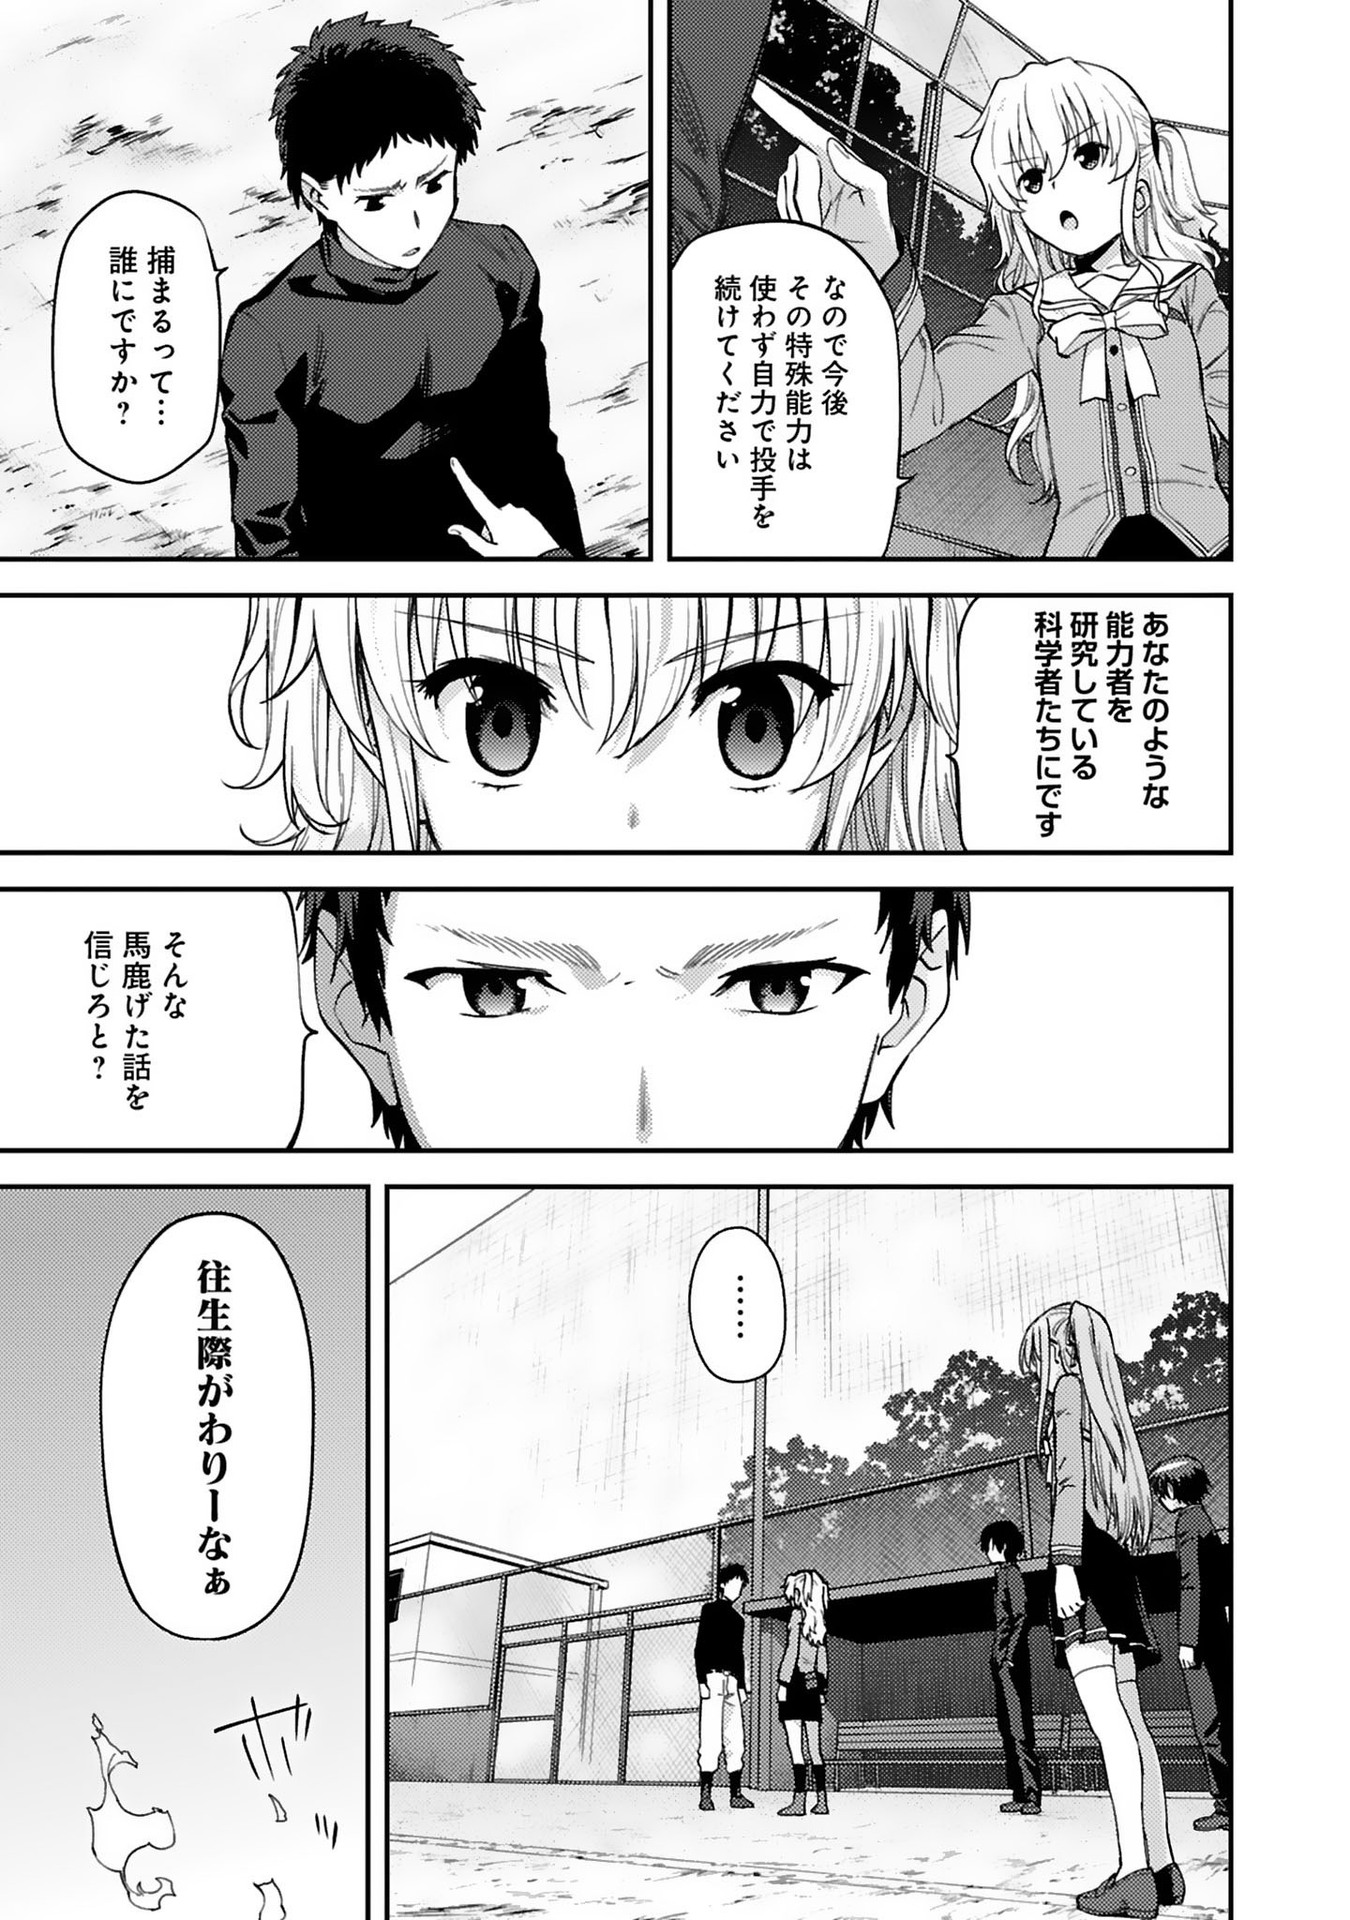 なので今後
その特殊能力は
使わず自力で投手を
続けてください
捕まるって…
誰にですか?
あなたのような
能力者を
研究している
科学者たちにです
そんな
馬鹿げた話を
信じろと?
……
往生際がわりーなぁ
ボッ